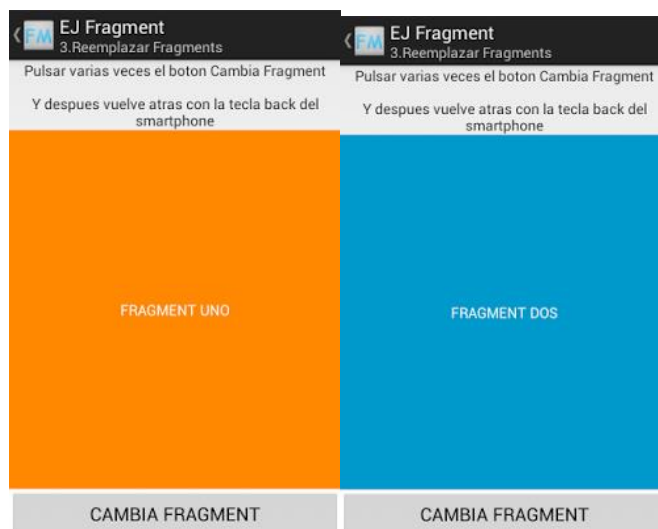 FM
EJ Fragment
3.Reemplazar Fragments
Pulsar varias veces el boton Cambia Fragment
Y despues vuelve atras con la tecla back del
smartphone
FRAGMENT UNO
CAMBIA FRAGMENT
FM
EJ Fragment
3.Reemplazar Fragments
Pulsar varias veces el boton Cambia Fragment
Y despues vuelve atras con la tecla back del
smartphone
FRAGMENT DOS
CAMBIA FRAGMENT